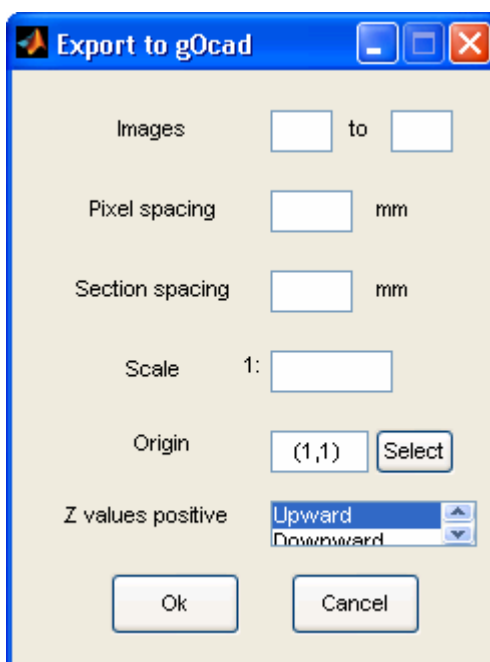 Export to gOcad
Images to
Pixel spacing mm
Section spacing mm
Scale 1:
Origin (1,1) Select
Z values positive Upward
Downward
Ok Cancel